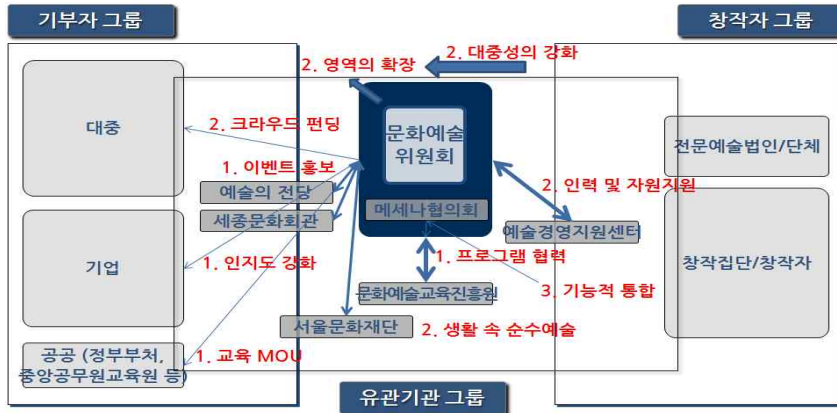 기부자 그룹
창작자 그룹
2. 대중성의 강화
2. 영역의 확장
대중
2. 크라우드 펀딩
문화예술
위원회
전문예술법인/단체
1. 이벤트 홍보
예술의 전당
2. 인력 및 자원지원
메세나협의회
세종문화회관
예술경영지원센터
기업
1. 인지도 강화
1. 프로그램 협력
창작집단/창작자
3. 기능적 통합
문화예술교육진흥원
서울문화재단
2. 생활 속 순수예술
공공 (정부부처,
중앙공무원교육원 등)
1. 교육 MOU
유관기관 그룹